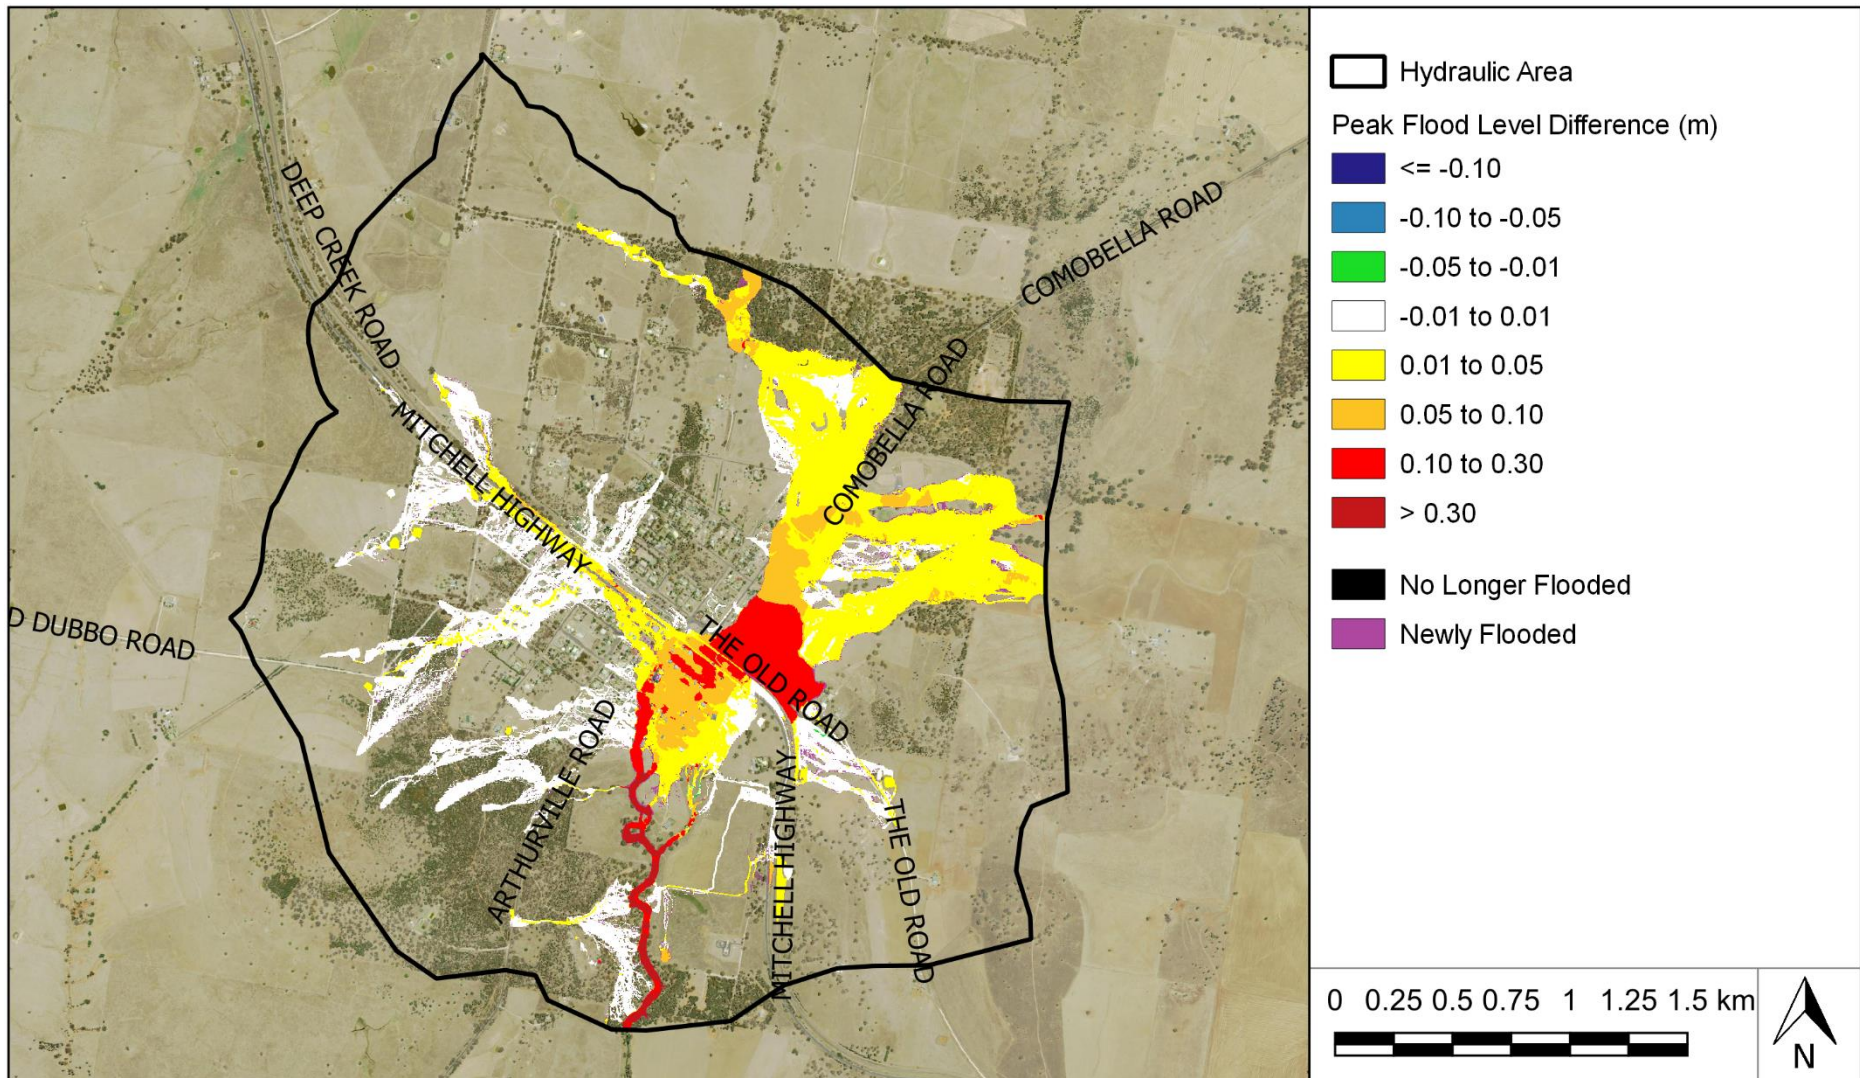 DEEP CREEK ROAD
COMOBELLA ROAD
COMOBELLA ROAD
MITCHELL HIGHWAY
D DUBBO ROAD
THE OLD ROAD
ARTHURVILLE ROAD
MITCHELL HIGHWAY
THE OLD ROAD
Hydraulic Area
Peak Flood Level Difference (m)
<= -0.10
-0.10 to -0.05
-0.05 to -0.01
-0.01 to 0.01
0.01 to 0.05
0.05 to 0.10
0.10 to 0.30
> 0.30
No Longer Flooded
Newly Flooded
0 0.25 0.5 0.75 1 1.25 1.5 km
N